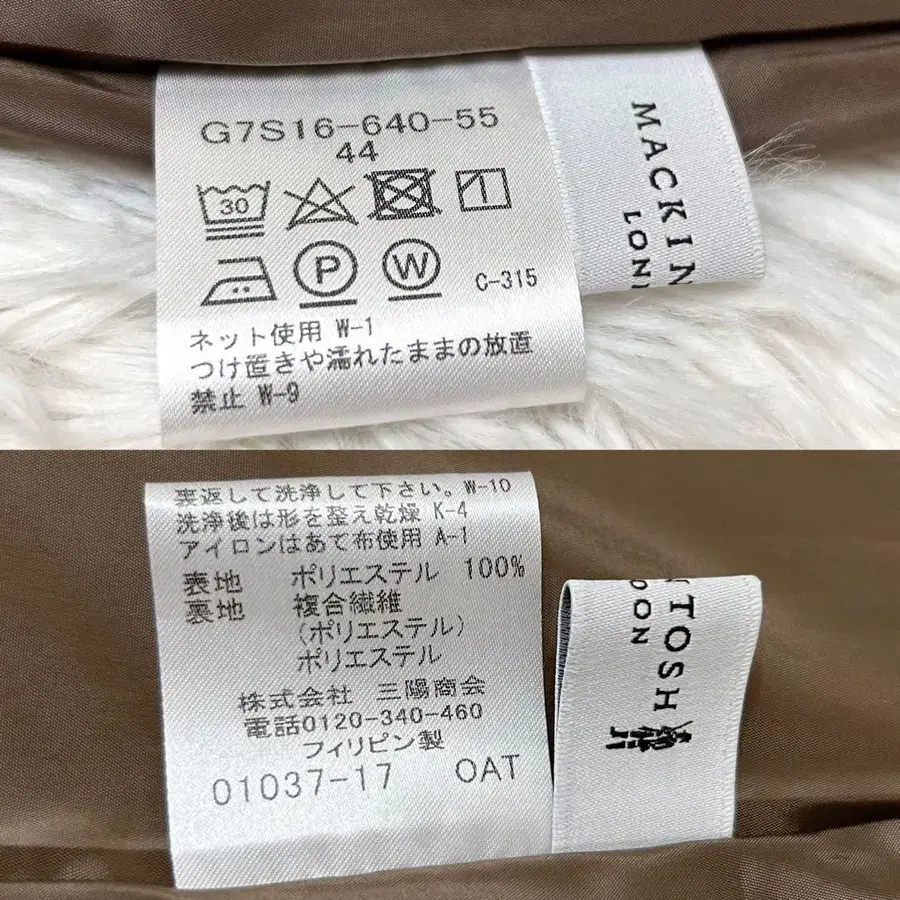 G7S16-640-55
44
30
P
W
C-315
ネット使用 W-1
つけ置きや濡れたままの放置
禁止 W-9
MACKIN
LON
裏返して洗浄して下さい。W-10
洗浄後は形を整え乾燥 K-4
アイロンはあて布使用 A-1
表地 ポリエステル 100%
裏地 複合繊維
(ポリエステル)
ポリエステル
株式会社 三陽商会
電話0120-340-460
フィリピン製
01037-17 OAT
TOSH
DON